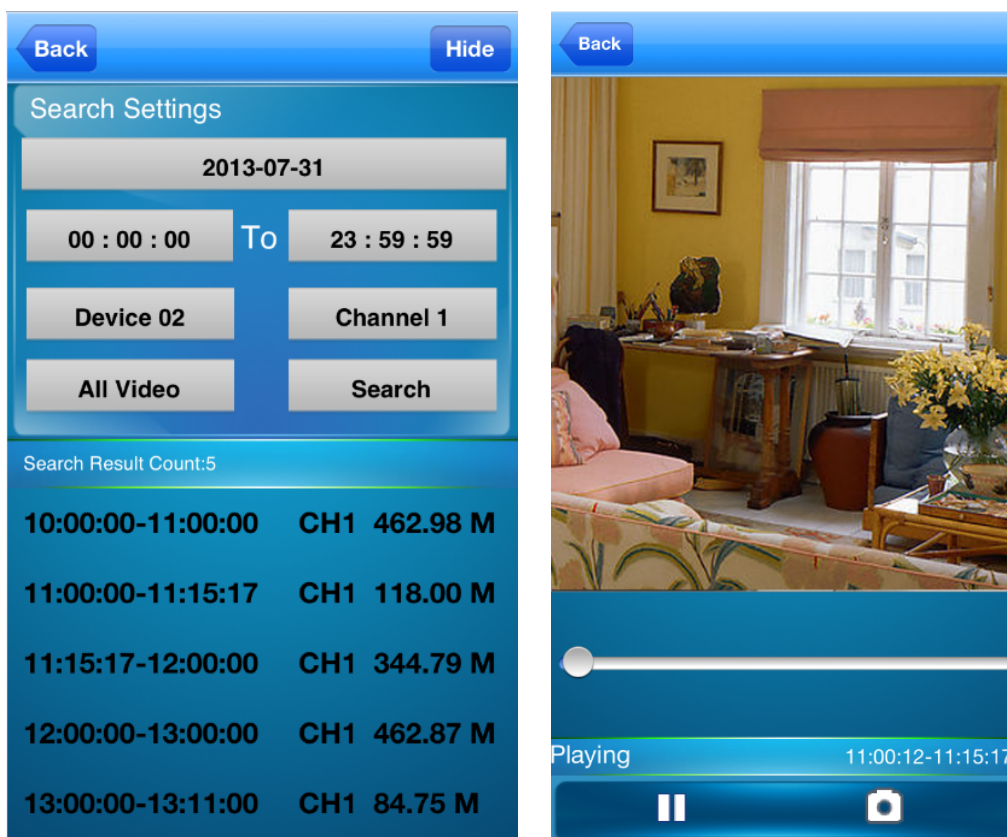 Back
Hide
Search Settings
2013-07-31
00 : 00 : 00 To 23 : 59 : 59
Device 02 Channel 1
All Video Search
Search Result Count:5
10:00:00-11:00:00 CH1 462.98 M
11:00:00-11:15:17 CH1 118.00 M
11:15:17-12:00:00 CH1 344.79 M
12:00:00-13:00:00 CH1 462.87 M
13:00:00-13:11:00 CH1 84.75 M
Back
Playing 11:00:12-11:15:17